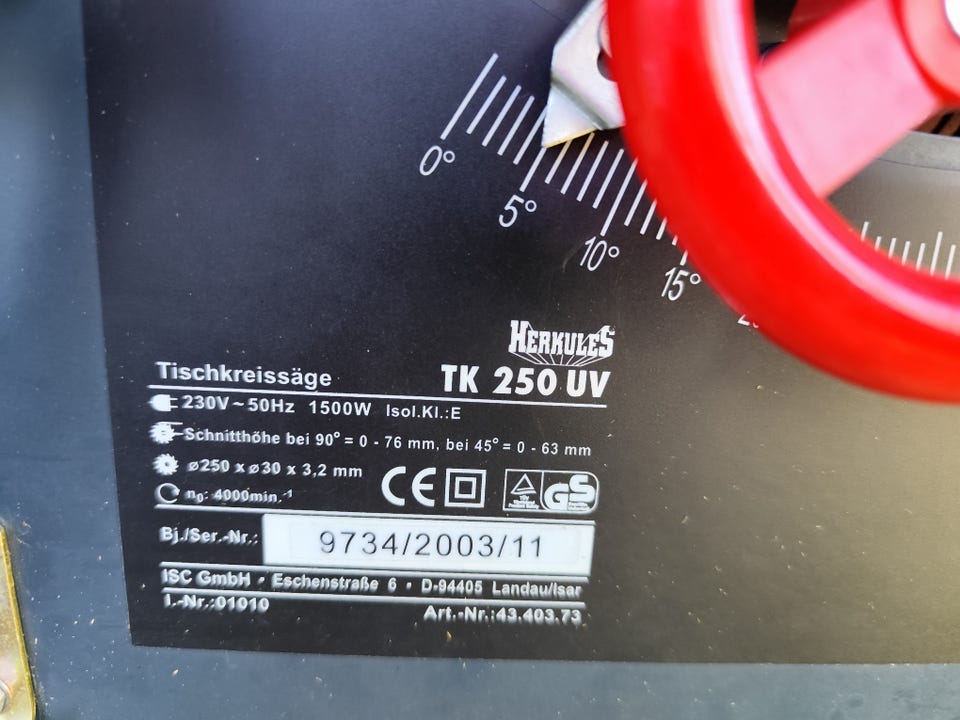 0°
5°
10°
15°
HERKULES
Tischkreissäge TK 250 UV
230V ~ 50Hz 1500W Isol.Kl.:E
Schnitthöhe bei 90° = 0 - 76 mm, bei 45° = 0 - 63 mm
ø250 x ø30 x 3,2 mm
n₀: 4000min.⁻¹
CE
TÜV
GS
Bj./Ser.-Nr.: 9734/2003/11
ISC GmbH • Eschenstraße 6 • D-94405 Landau/Isar
I.-Nr.:01010 Art.-Nr.:43.403.73